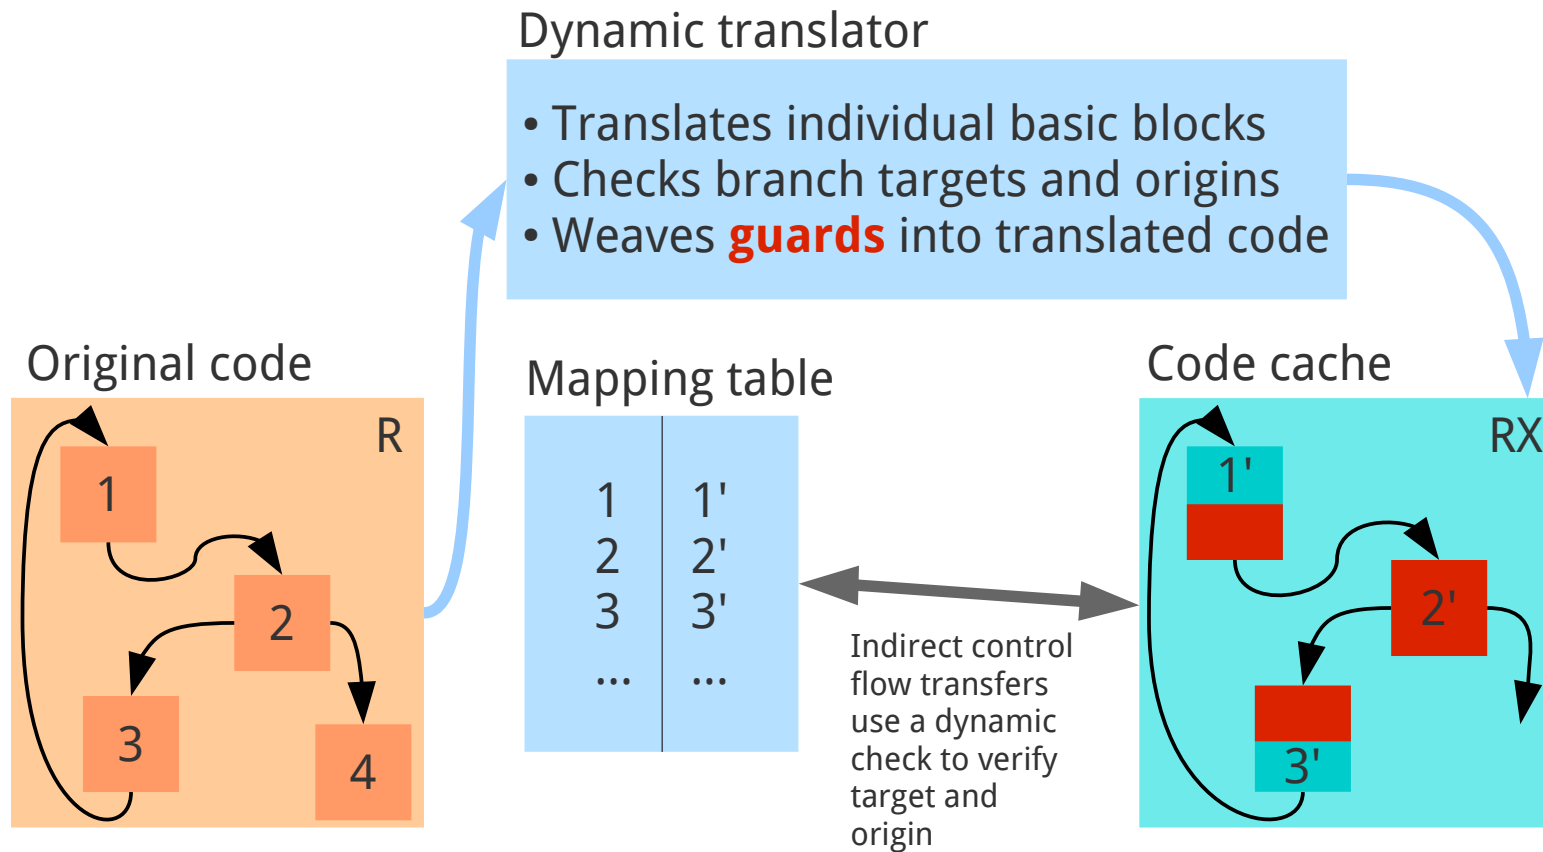 Dynamic translator
• Translates individual basic blocks
• Checks branch targets and origins
• Weaves guards into translated code
Original code
R
1
2
3
4
Mapping table
1 1'
2 2'
3 3'
... ...
Indirect control
flow transfers
use a dynamic
check to verify
target and
origin
Code cache
RX
1'
2'
3'